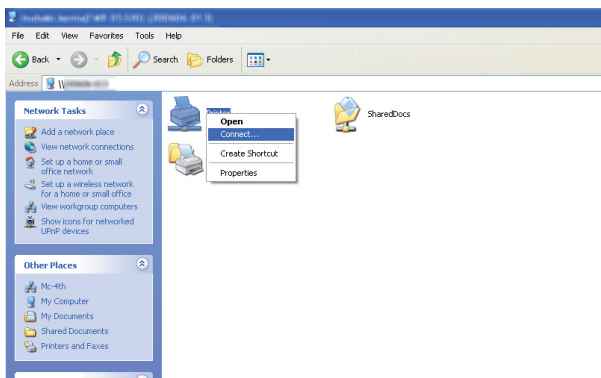 File Edit View Favorites Tools Help
Back Search Folders
Address \\
Network Tasks
Add a network place
View network connections
Set up a home or small
office network
Set up a wireless network
for a home or small office
View workgroup computers
Show icons for networked
UPnP devices
Other Places
Mc-4th
My Computer
My Documents
Shared Documents
Printers and Faxes
Printer
Open
Connect...
Create Shortcut
Properties
SharedDocs